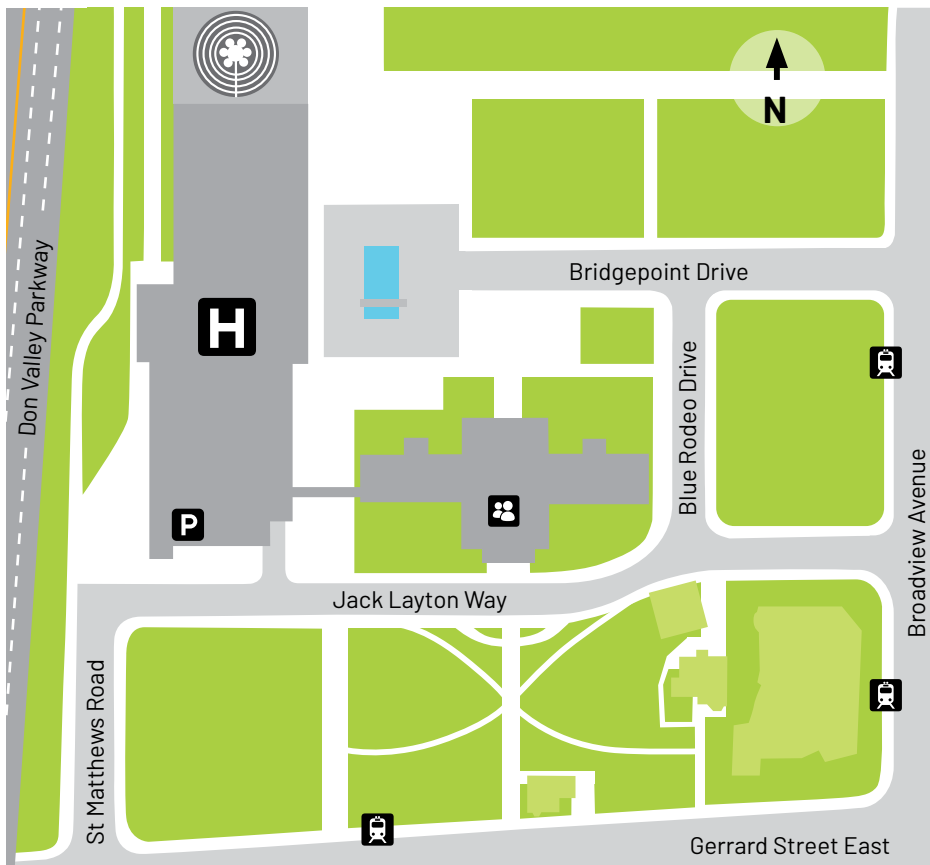 N
Bridgepoint Drive
Don Valley Parkway
H
Blue Rodeo Drive
Broadview Avenue
P
Jack Layton Way
St Matthews Road
Gerrard Street East